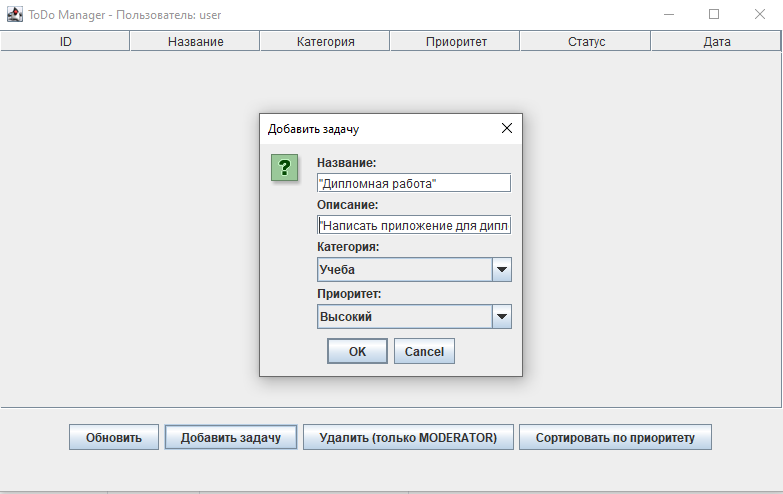 ToDo Manager - Пользователь: user
ID Название Категория Приоритет Статус Дата
Добавить задачу
?
Название:
"Дипломная работа"
Описание:
"Написать приложение для дипл
Категория:
Учеба
Приоритет:
Высокий
OK Cancel
Обновить Добавить задачу Удалить (только MODERATOR) Сортировать по приоритету